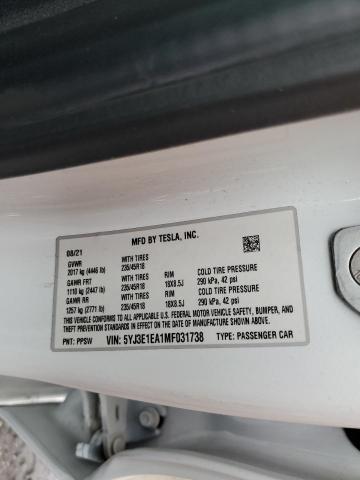 MFD BY TESLA, INC.
08/21
GVWR WITH TIRES
2017 kg (4446 lb) 235/45R18
GAWR FRT WITH TIRES RIM COLD TIRE PRESSURE
1110 kg (2447 lb) 235/45R18 18X8.5J 290 kPa, 42 psi
GAWR RR WITH TIRES RIM COLD TIRE PRESSURE
1257 kg (2771 lb) 235/45R18 18X8.5J 290 kPa, 42 psi
THIS VEHICLE CONFORMS TO ALL APPLICABLE
FEDERAL MOTOR VEHICLE SAFETY, BUMPER, AND
THEFT PREVENTION STANDARDS IN EFFECT ON
THE DATE OF MANUFACTURE SHOWN ABOVE.
PNT: PPSW VIN: 5YJ3E1EA1MF031738 TYPE: PASSENGER CAR